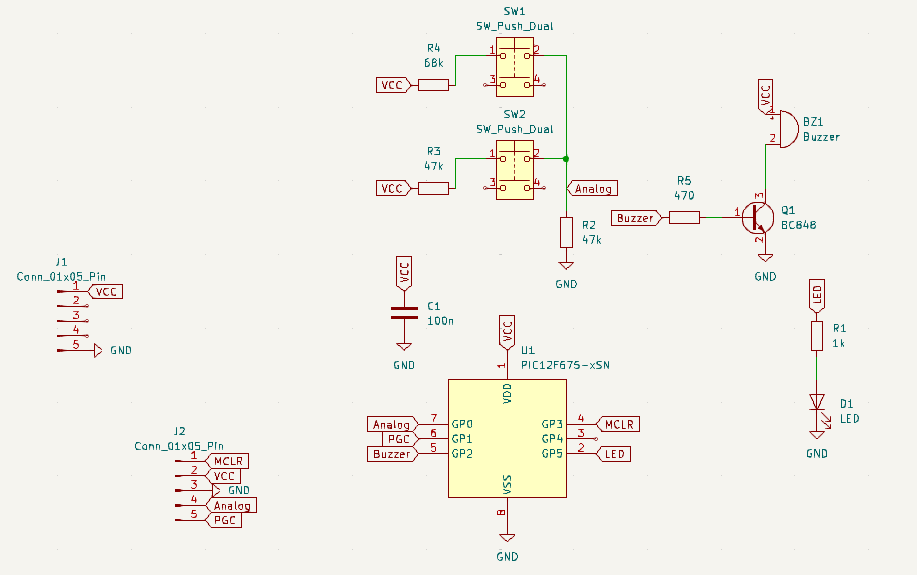 SW1
SW_Push_Dual
R4
68k
VCC
1
2
3
4
SW2
SW_Push_Dual
R3
47k
VCC
1
2
3
4
Analog
R2
47k
GND
VCC
1
+
2
BZ1
Buzzer
R5
470
Buzzer
1
3
2
Q1
BC848
GND
J1
Conn_01x05_Pin
1
VCC
2
3
4
5
GND
VCC
C1
100n
GND
LED
R1
1k
D1
LED
GND
VCC
U1
PIC12F675-xSN
1
VDD
Analog
7
GP0
GP3
4
MCLR
PGC
6
GP1
GP4
3
Buzzer
5
GP2
GP5
2
LED
VSS
8
GND
J2
Conn_01x05_Pin
1
MCLR
2
VCC
3
GND
4
Analog
5
PGC